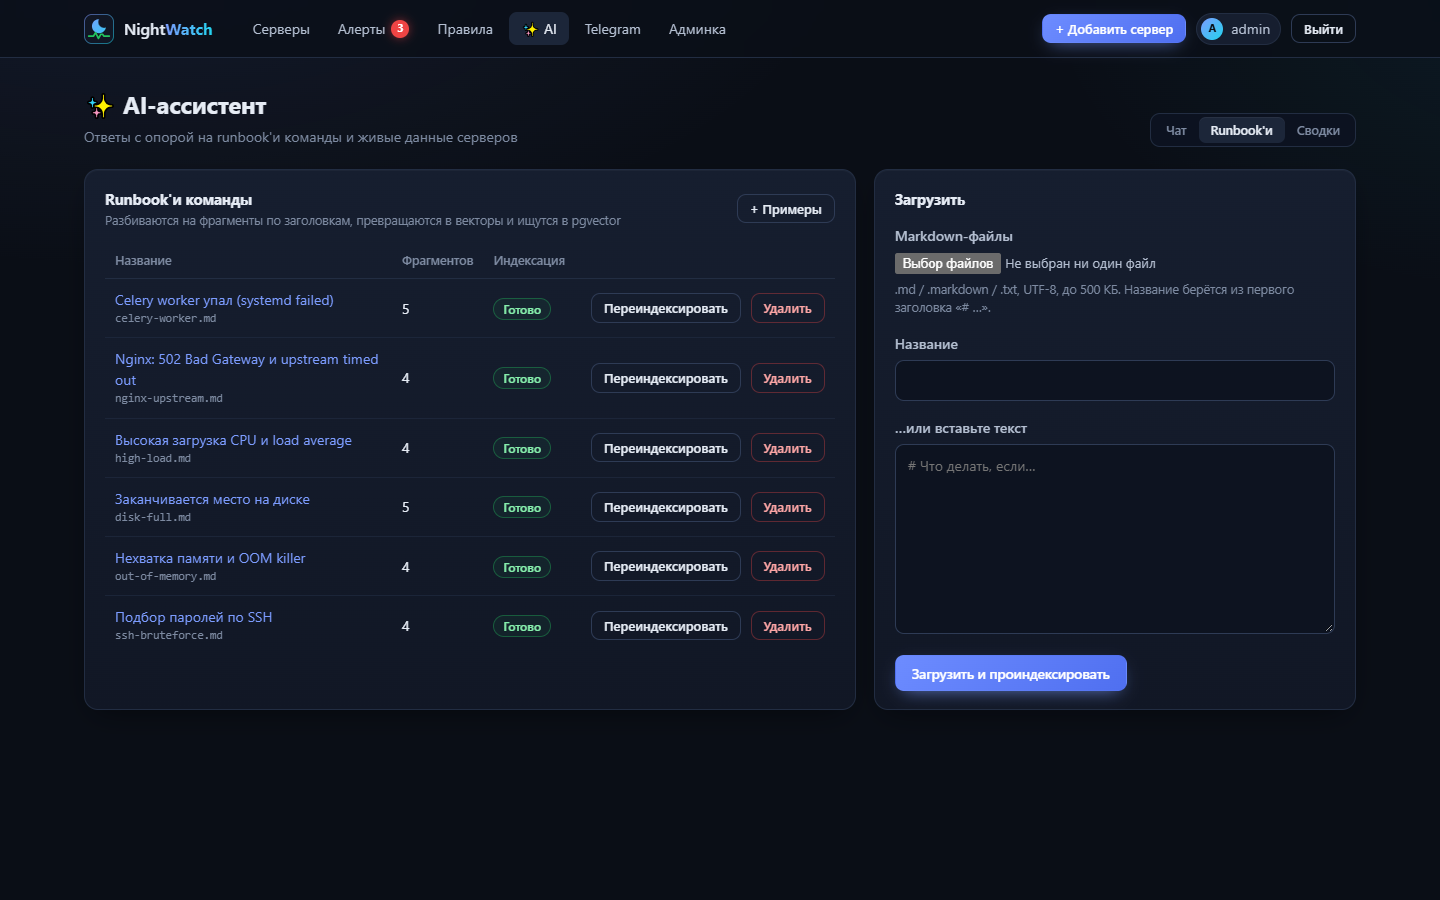 NightWatch
Серверы
Алерты 3
Правила
✨ AI
Telegram
Админка
+ Добавить сервер
A admin
Выйти
✨ AI-ассистент
Ответы с опорой на runbook'и команды и живые данные серверов
Чат
Runbook'и
Сводки
Runbook'и команды
Разбиваются на фрагменты по заголовкам, превращаются в векторы и ищутся в pgvector
+ Примеры
Название Фрагментов Индексация
Celery worker упал (systemd failed)
celery-worker.md
5 Готово Переиндексировать Удалить
Nginx: 502 Bad Gateway и upstream timed
out
nginx-upstream.md
4 Готово Переиндексировать Удалить
Высокая загрузка CPU и load average
high-load.md
4 Готово Переиндексировать Удалить
Заканчивается место на диске
disk-full.md
5 Готово Переиндексировать Удалить
Нехватка памяти и OOM killer
out-of-memory.md
4 Готово Переиндексировать Удалить
Подбор паролей по SSH
ssh-bruteforce.md
4 Готово Переиндексировать Удалить
Загрузить
Markdown-файлы
Выбор файлов Не выбран ни один файл
.md / .markdown / .txt, UTF-8, до 500 КБ. Название берётся из первого
заголовка «# …».
Название
…или вставьте текст
# Что делать, если…
Загрузить и проиндексировать